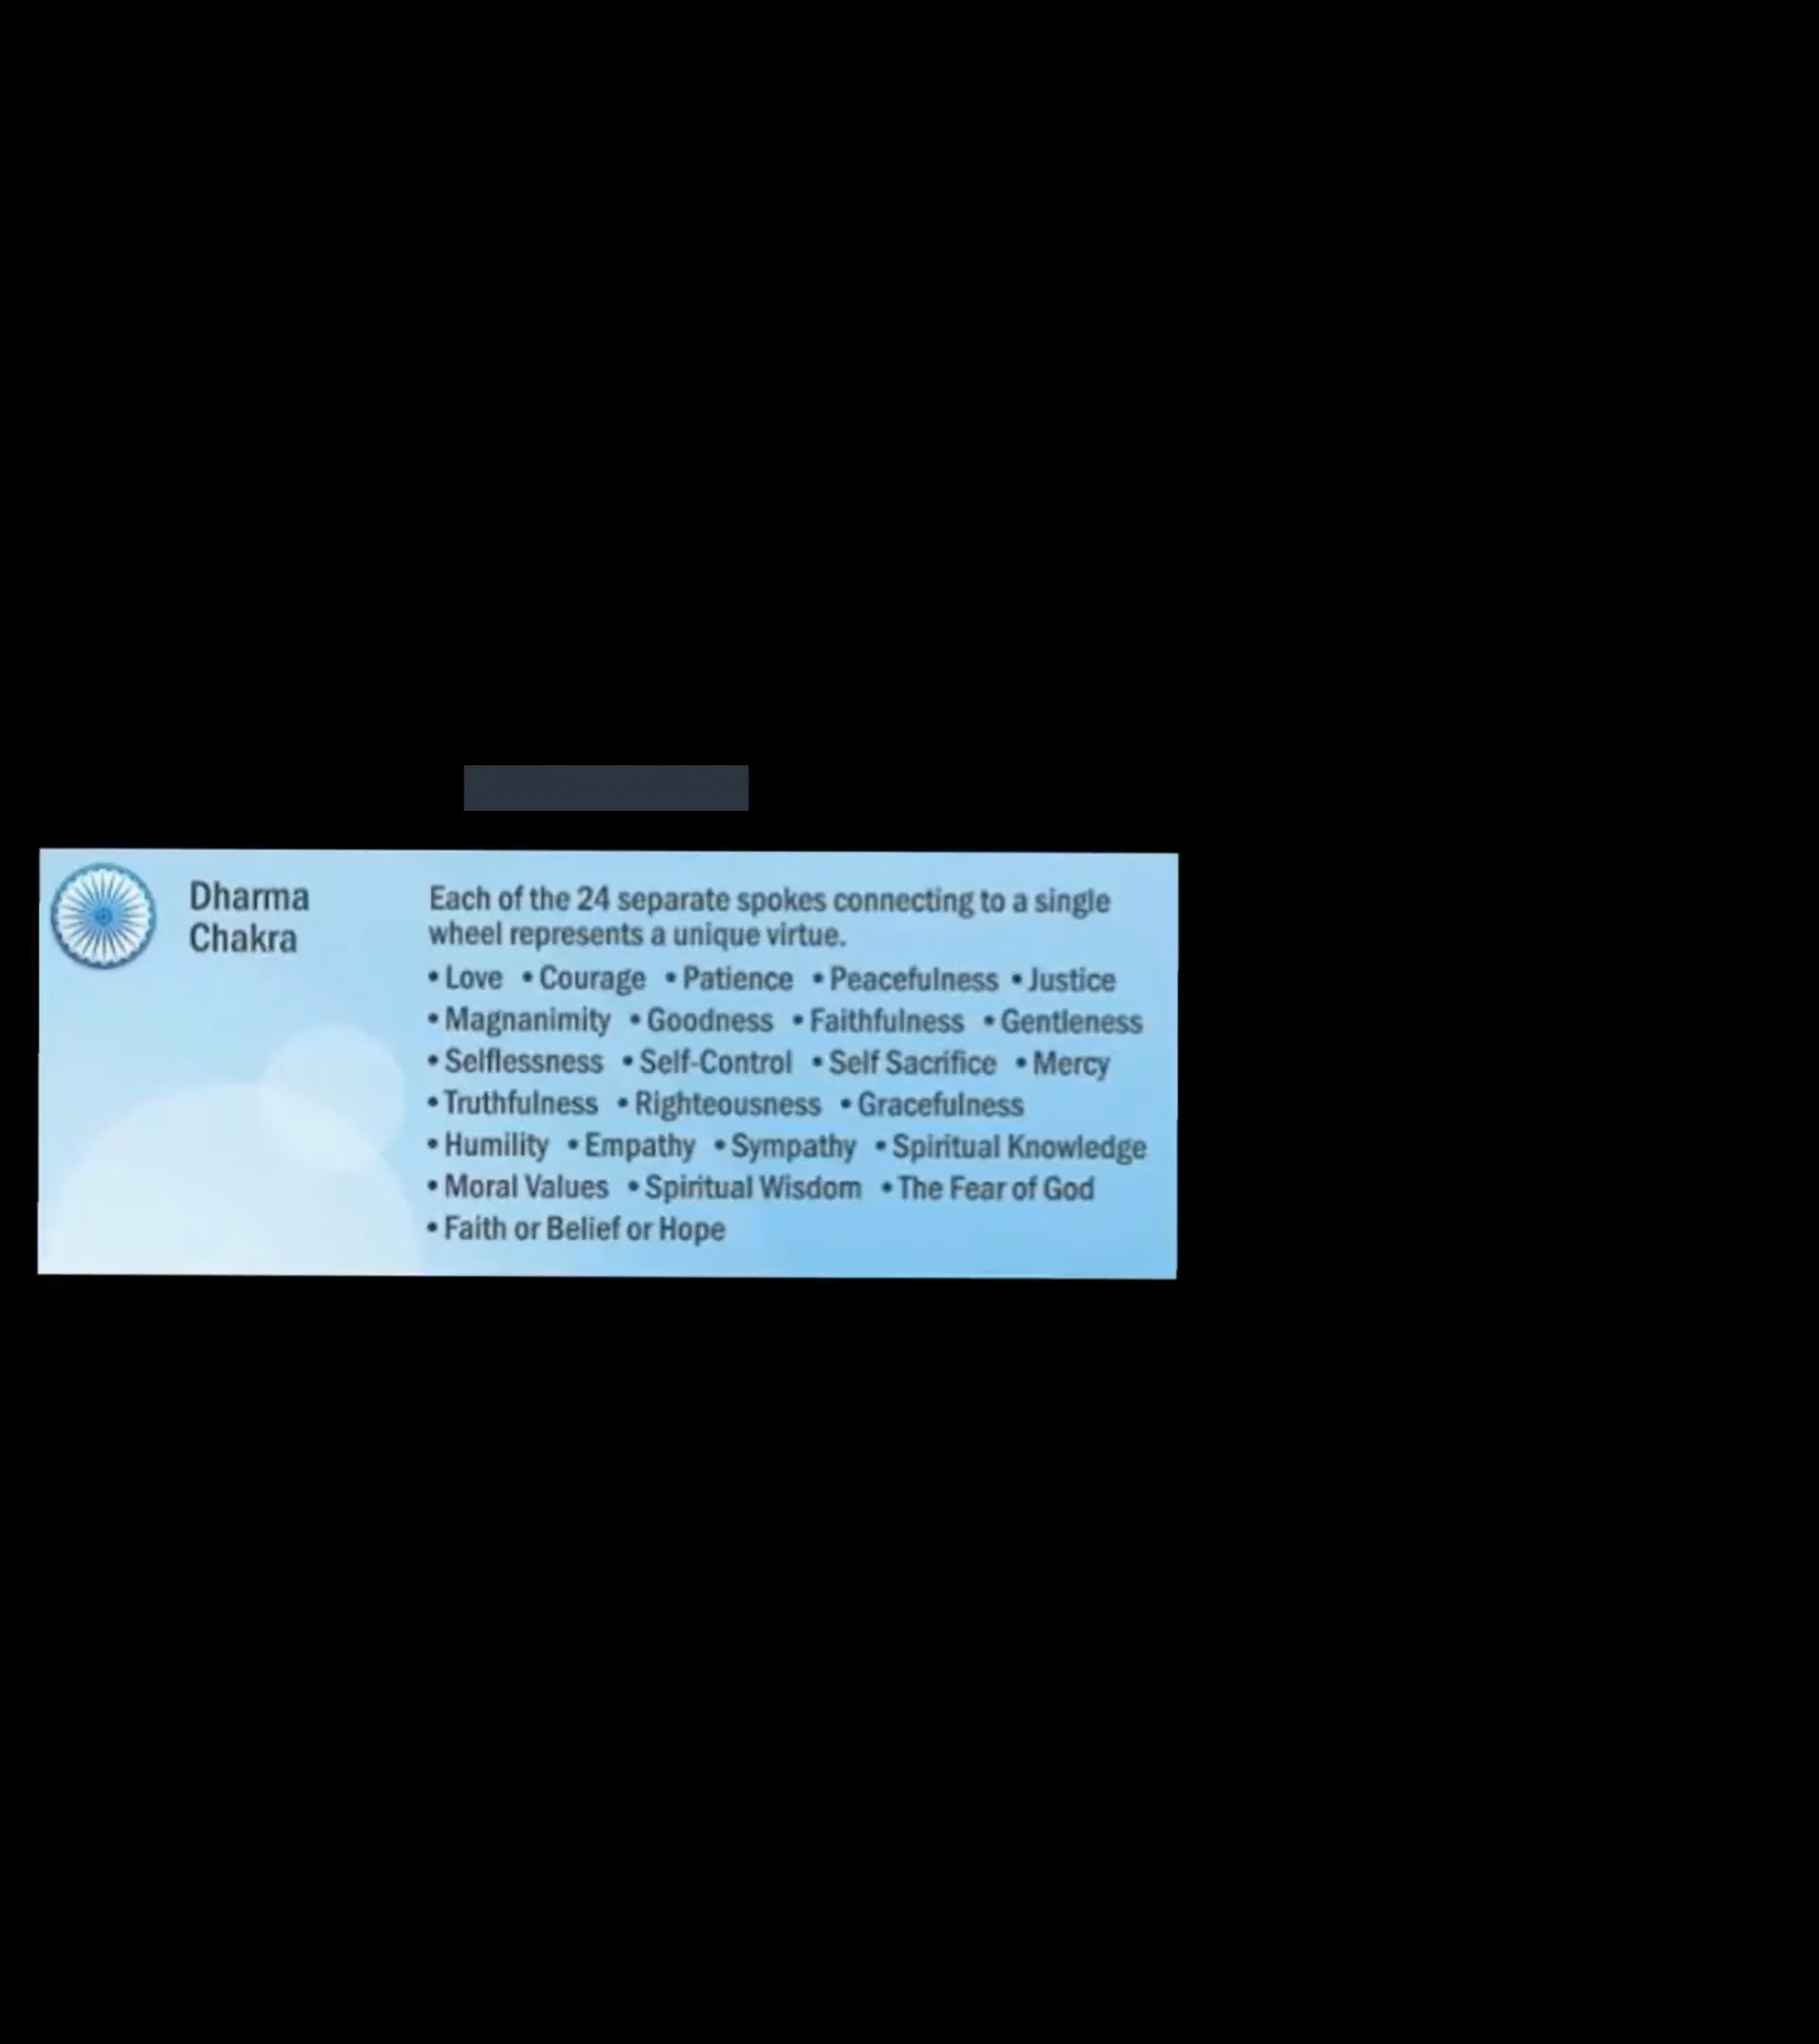 Dharma
Chakra
Each of the 24 separate spokes connecting to a single
wheel represents a unique virtue.
• Love • Courage • Patience • Peacefulness • Justice
• Magnanimity • Goodness • Faithfulness • Gentleness
• Selflessness • Self-Control • Self Sacrifice • Mercy
• Truthfulness • Righteousness • Gracefulness
• Humility • Empathy • Sympathy • Spiritual Knowledge
• Moral Values • Spiritual Wisdom • The Fear of God
• Faith or Belief or Hope